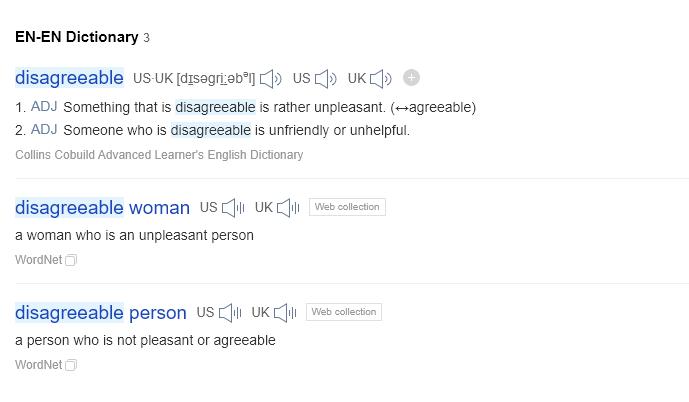 EN-EN Dictionary 3
disagreeable US·UK [dɪsəgriːəbᵊl] US UK
1. ADJ Something that is disagreeable is rather unpleasant. (↔agreeable)
2. ADJ Someone who is disagreeable is unfriendly or unhelpful.
Collins Cobuild Advanced Learner's English Dictionary
disagreeable woman US UK Web collection
a woman who is an unpleasant person
WordNet
disagreeable person US UK Web collection
a person who is not pleasant or agreeable
WordNet